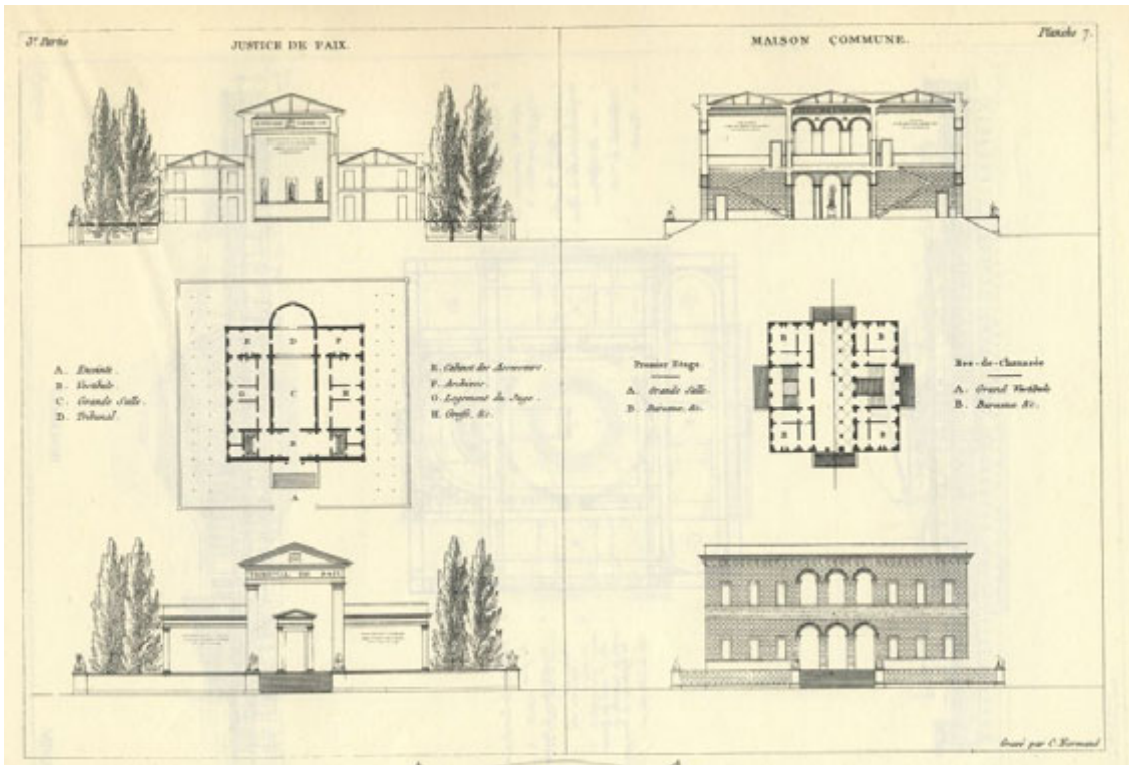 3e Partie
JUSTICE DE PAIX.
MAISON COMMUNE.
Planche 7.
A. Enceinte.
B. Vestibule
C. Grande Salle.
D. Tribunal.
E. Cabinet des Assesseurs.
F. Archives.
G. Logement du Juge.
H. Greffe, &c.
E
D
F
C
G
H
B
A
Premier Etage.
A. Grande Salle.
B. Bureaux, &c.
Rez-de-Chaussée
A. Grand Vestibule
B. Bureaux &c.
B
B
A
B
B
TRIBUNAL DE PAIX
Gravé par C. Normand